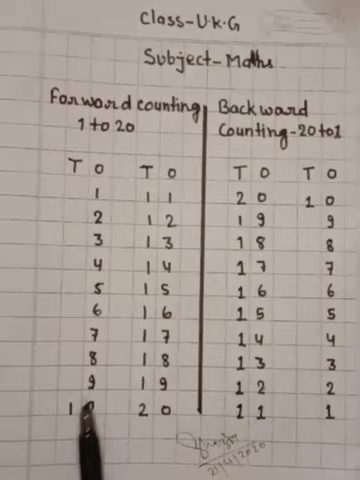 Class-U.K.G
Subject-Maths
Forward counting
1 to 20
T O T O
1 1 1
2 1 2
3 1 3
4 1 4
5 1 5
6 1 6
7 1 7
8 1 8
9 1 9
1 2 0
Backward
Counting-20 to 1
T O T O
2 0 1 0
1 9 9
1 8 8
1 7 7
1 6 6
1 5 5
1 4 4
1 3 3
1 2 2
1 1 1